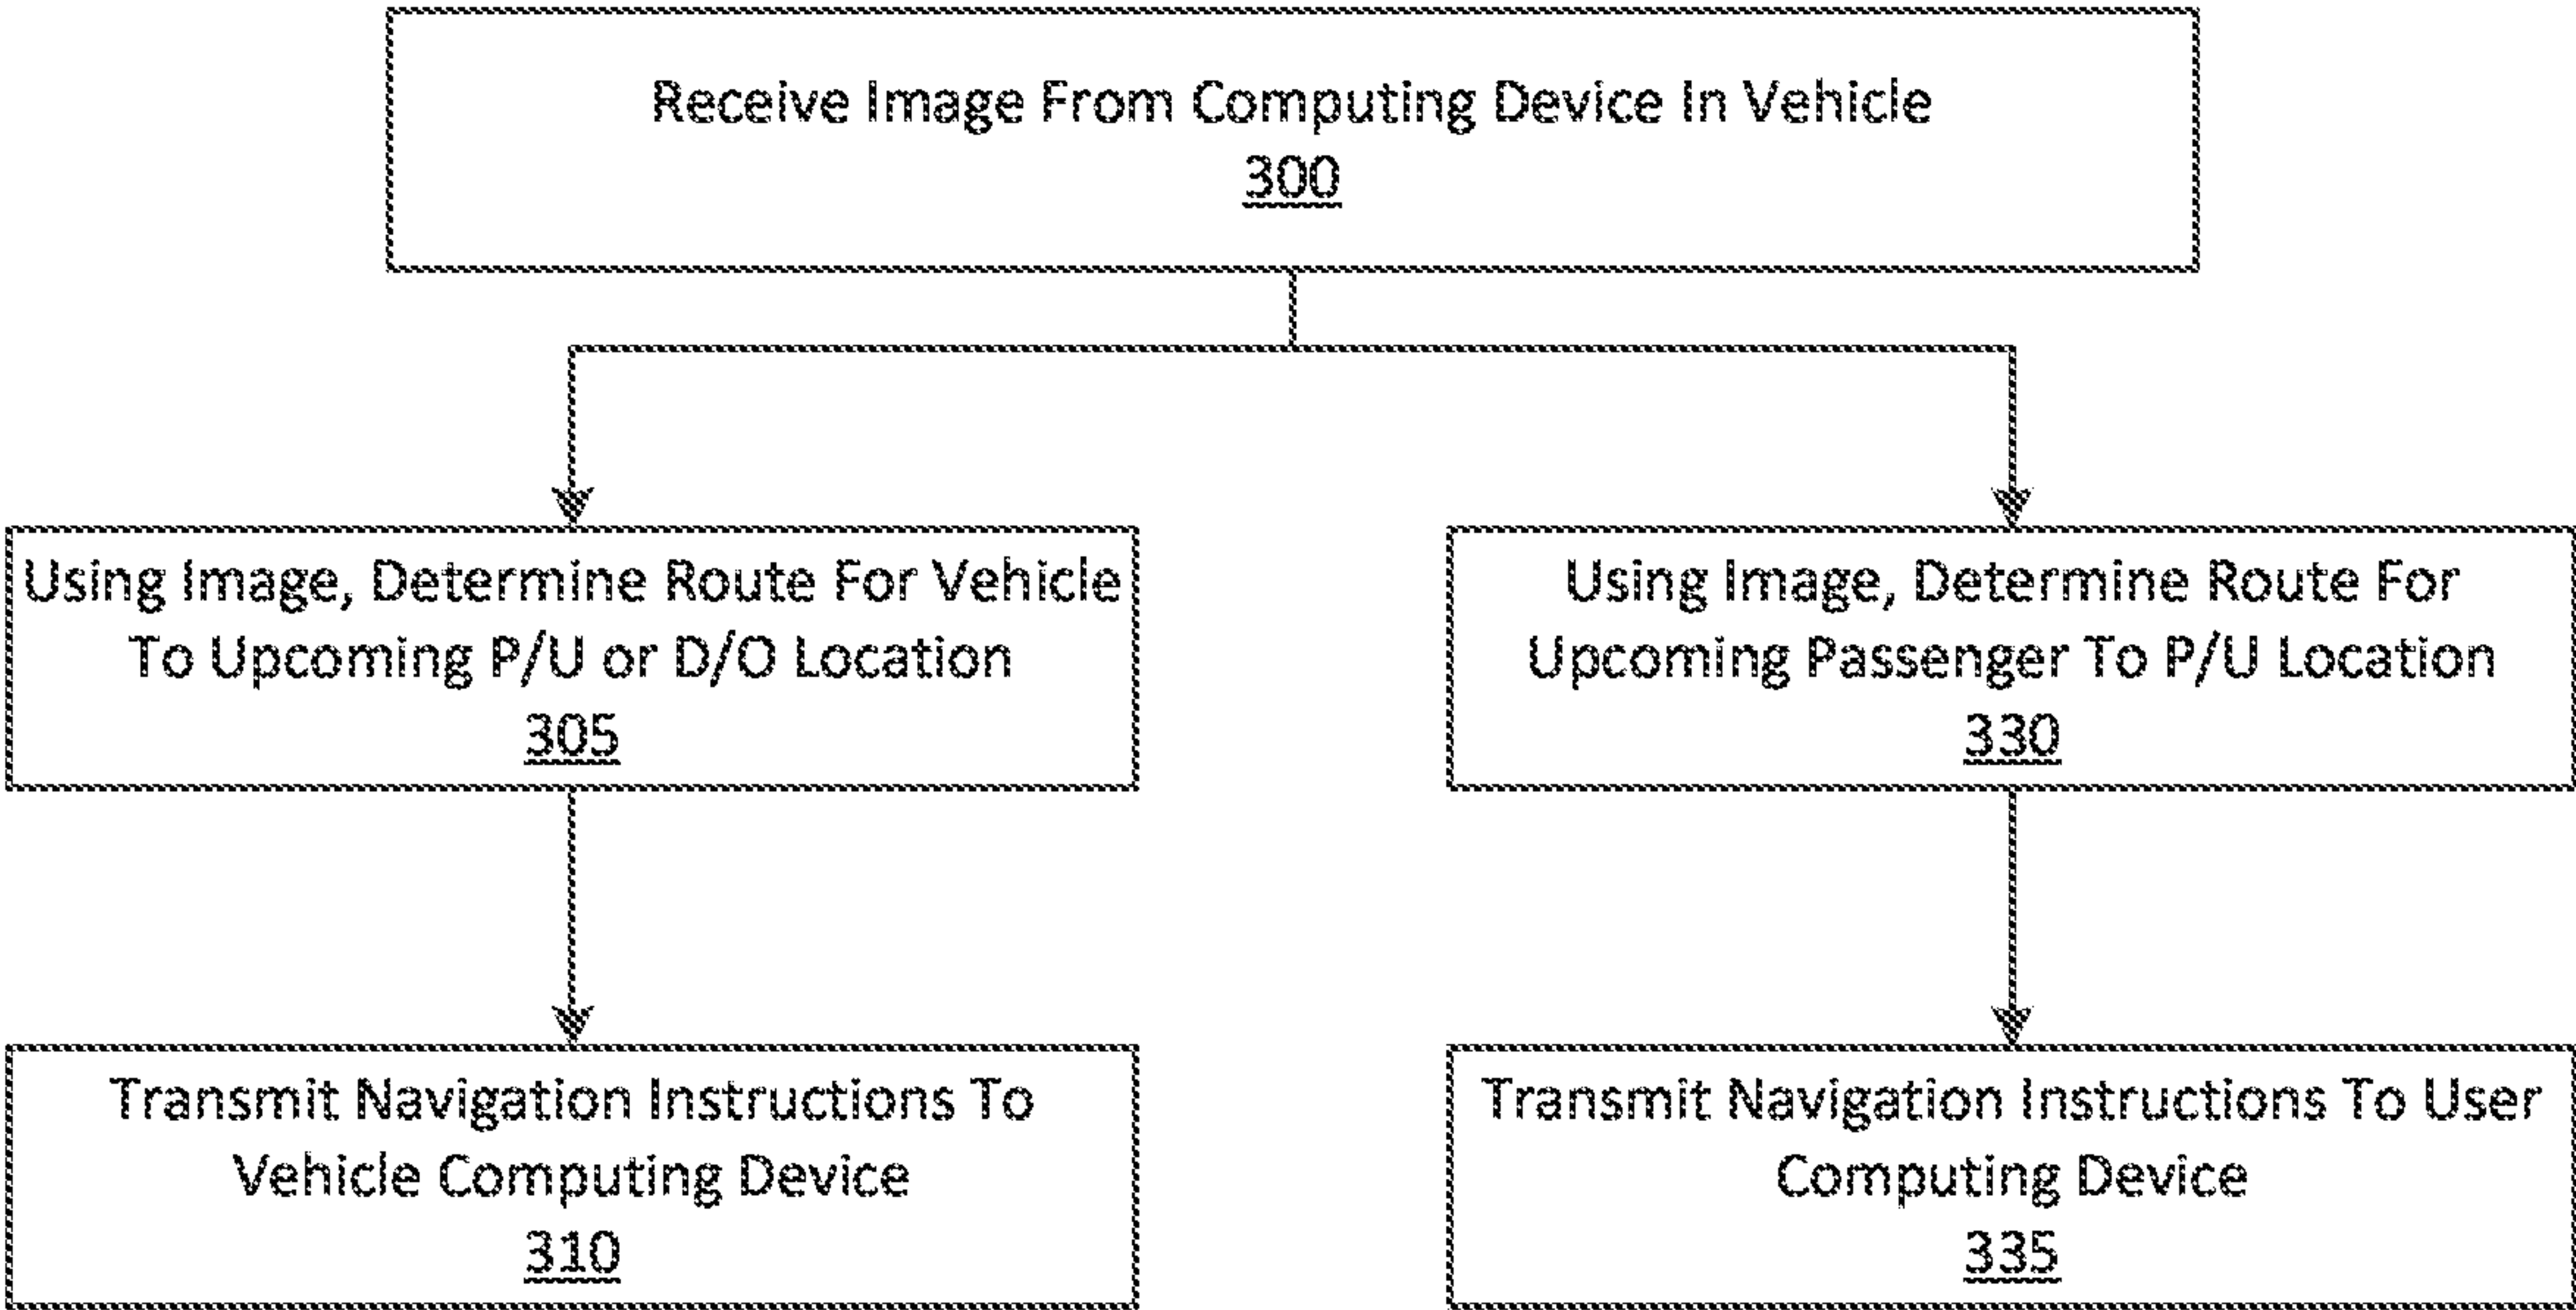 Receive Image From Computing Device In Vehicle
300
Using Image, Determine Route For Vehicle
To Upcoming P/U or D/O Location
305
Using Image, Determine Route For
Upcoming Passenger To P/U Location
330
Transmit Navigation Instructions To
Vehicle Computing Device
310
Transmit Navigation Instructions To User
Computing Device
335